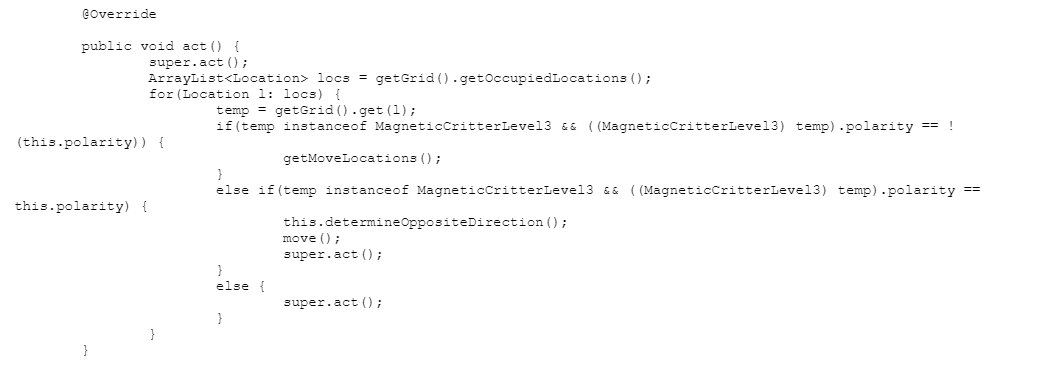 @Override
public void act() {
super.act();
ArrayList<Location> locs = getGrid().getOccupiedLocations();
for(Location l: locs) {
temp = getGrid().get(l);
if(temp instanceof MagneticCritterLevel3 && ((MagneticCritterLevel3) temp).polarity == !
(this.polarity)) {
getMoveLocations();
}
else if(temp instanceof MagneticCritterLevel3 && ((MagneticCritterLevel3) temp).polarity ==
this.polarity) {
this.determineOppositeDirection();
move();
super.act();
}
else {
super.act();
}
}
}